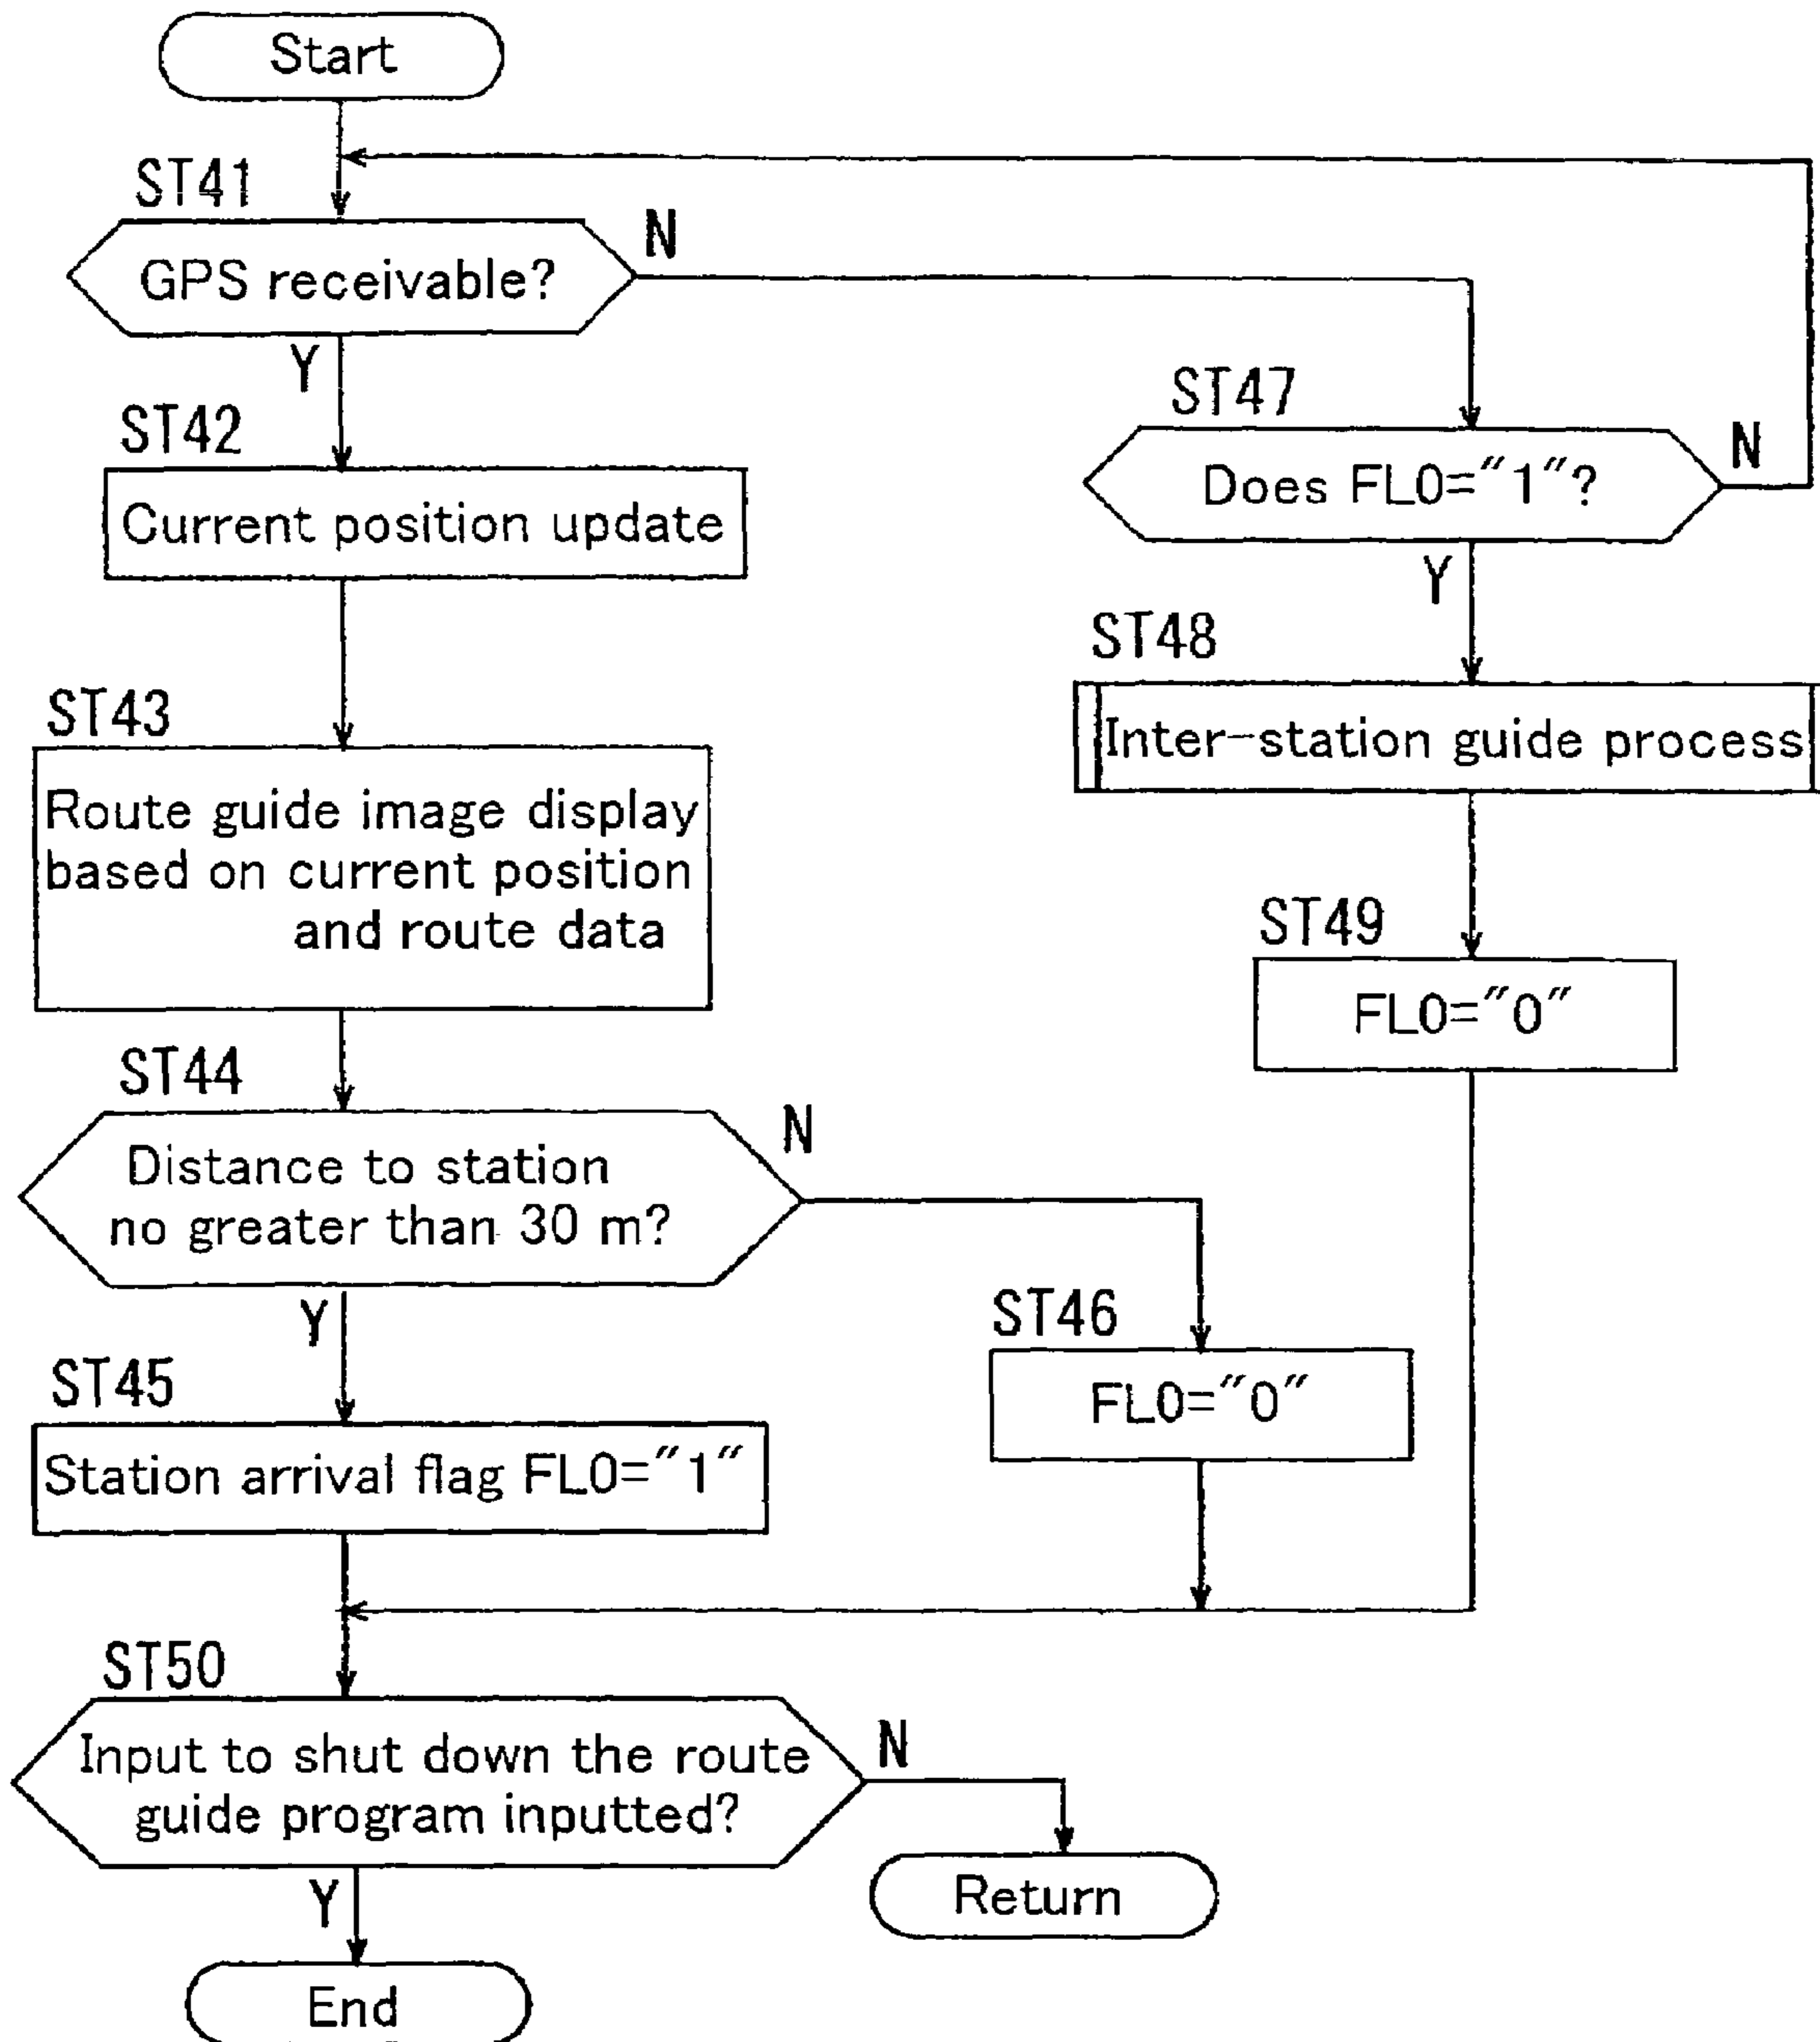 Start
ST41
GPS receivable?
N
Y
ST42
Current position update
ST43
Route guide image display
based on current position
and route data
ST44
Distance to station
no greater than 30 m?
N
Y
ST45
Station arrival flag FL0="1"
ST46
FL0="0"
ST47
Does FL0="1"?
N
Y
ST48
Inter-station guide process
ST49
FL0="0"
ST50
Input to shut down the route
guide program inputted?
N
Return
Y
End